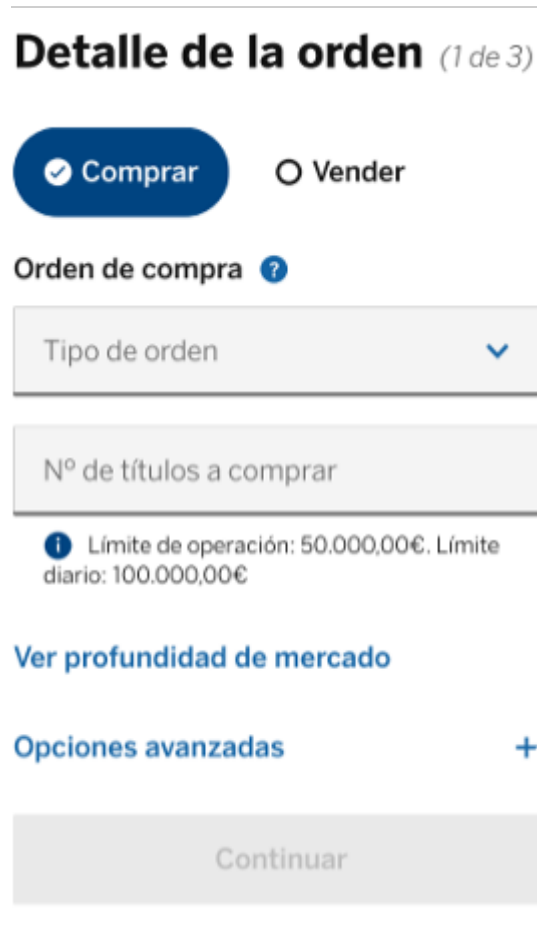 Detalle de la orden (1 de 3)
Comprar Vender
Orden de compra ?
Tipo de orden
Nº de títulos a comprar
Límite de operación: 50.000,00€. Límite
diario: 100.000,00€
Ver profundidad de mercado
Opciones avanzadas +
Continuar